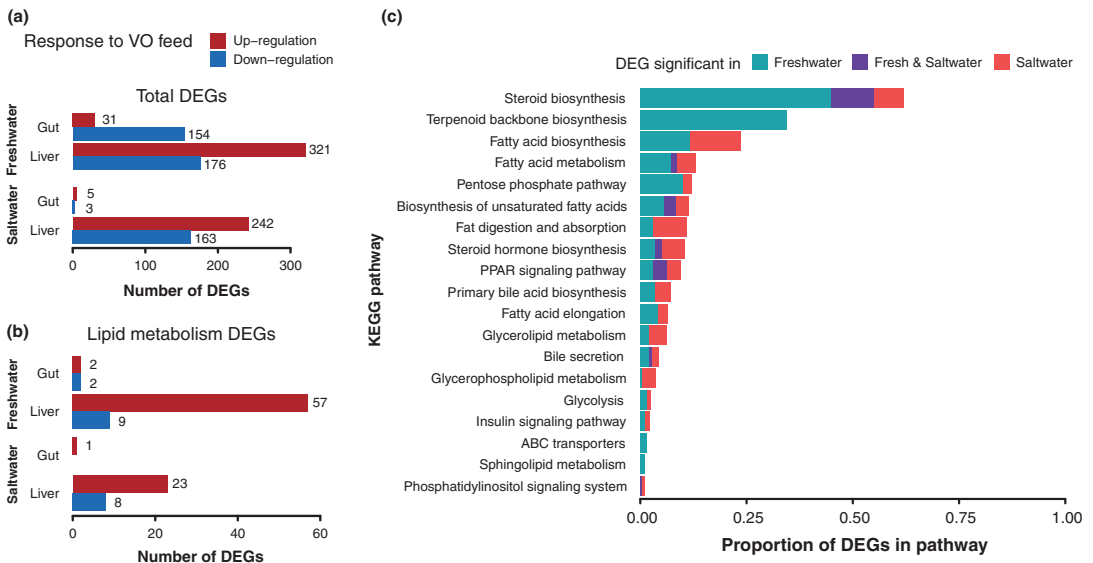 (a)
Response to VO feed
Up−regulation
Down−regulation
Total DEGs
Freshwater
Gut
31
154
Liver
321
176
Saltwater
Gut
5
3
Liver
242
163
0 100 200 300
Number of DEGs
(b)
Lipid metabolism DEGs
Freshwater
Gut
2
2
Liver
57
9
Saltwater
Gut
1
Liver
23
8
0 20 40 60
Number of DEGs
(c)
DEG significant in Freshwater Fresh & Saltwater Saltwater
KEGG pathway
Steroid biosynthesis
Terpenoid backbone biosynthesis
Fatty acid biosynthesis
Fatty acid metabolism
Pentose phosphate pathway
Biosynthesis of unsaturated fatty acids
Fat digestion and absorption
Steroid hormone biosynthesis
PPAR signaling pathway
Primary bile acid biosynthesis
Fatty acid elongation
Glycerolipid metabolism
Bile secretion
Glycerophospholipid metabolism
Glycolysis
Insulin signaling pathway
ABC transporters
Sphingolipid metabolism
Phosphatidylinositol signaling system
0.00 0.25 0.50 0.75 1.00
Proportion of DEGs in pathway